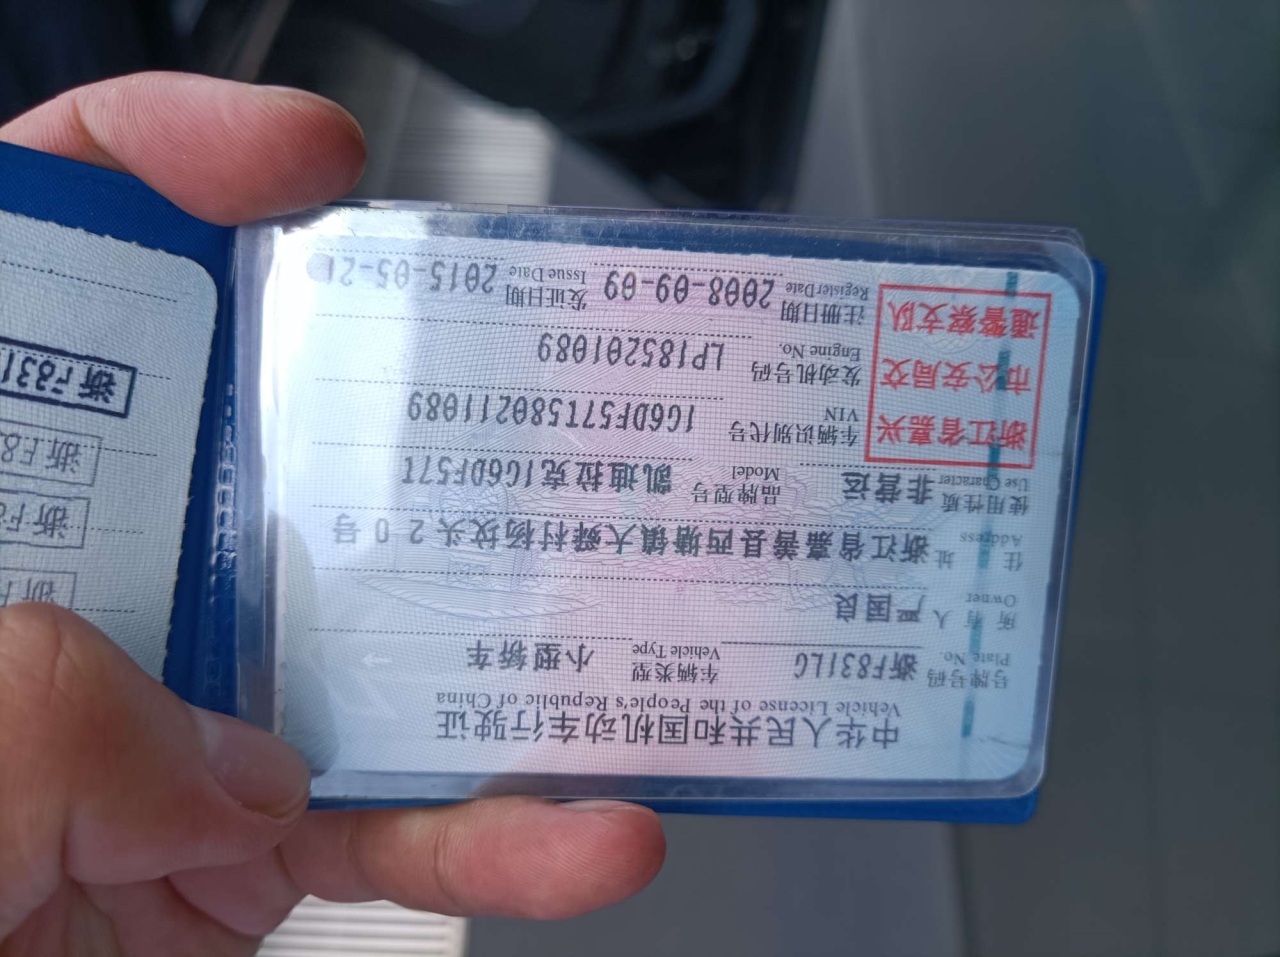 中华人民共和国机动车行驶证
Vehicle License of the People's Republic of China
号牌号码 浙F831LG 车辆类型 小型轿车
Plate No. Vehicle Type
所有人 严国良
Owner
住址 浙江省嘉善县西塘镇大舜村杨坟头20号
Address
使用性质 非营运 品牌型号 凯迪拉克1G6DF57T
Use Character Model
浙江省嘉兴
市公安局交
通警察支队
车辆识别代号 1G6DF57T580211089
VIN
发动机号码 LP185201089
Engine No.
注册日期 2008-09-09 发证日期 2015-05-21
Register Date Issue Date
浙F831
浙F8
浙F8
浙F